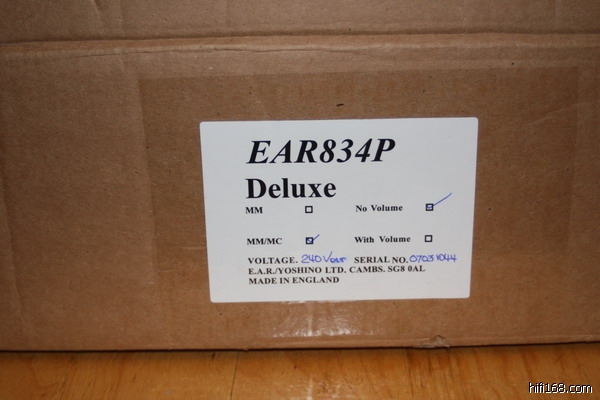 EAR834P
Deluxe
MM No Volume
MM/MC With Volume
VOLTAGE. 240 Volt SERIAL NO. 07031044
E.A.R./YOSHINO LTD. CAMBS. SG8 0AL
MADE IN ENGLAND
hifi168.com